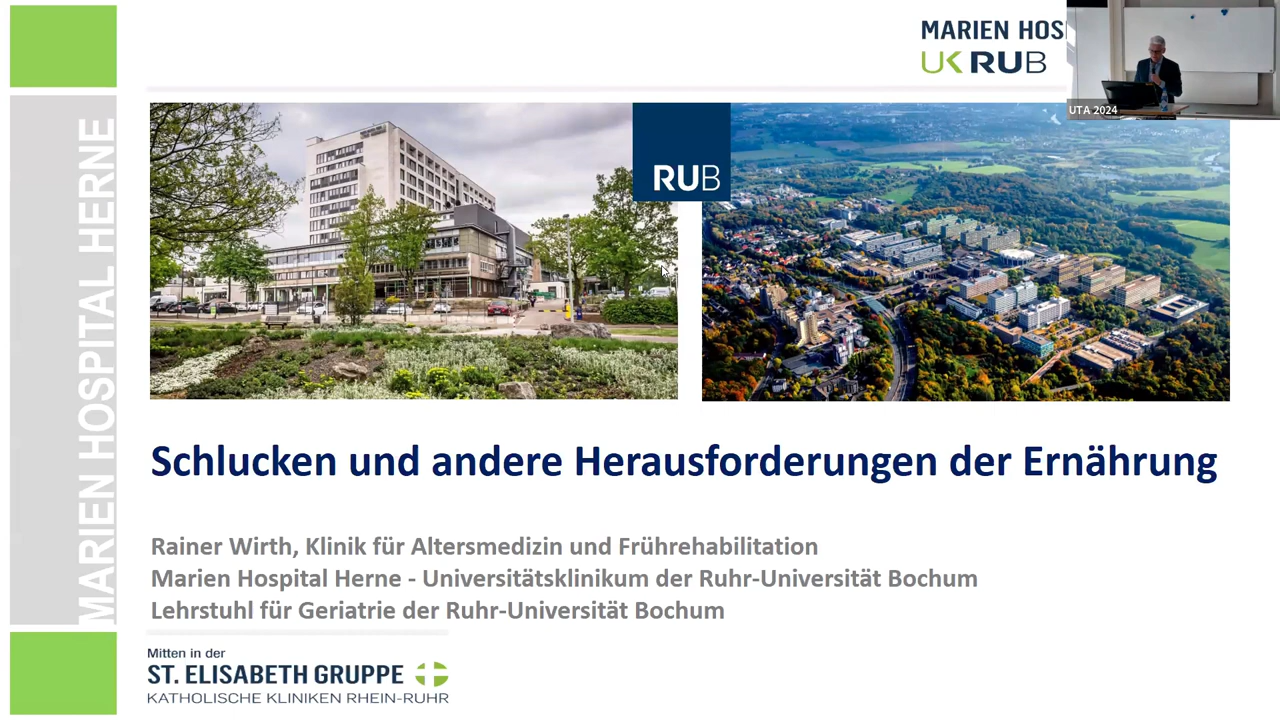 MARIEN HOS
UKRUB
UTA 2024
RUB
MARIEN HOSPITAL HERNE
Schlucken und andere Herausforderungen der Ernährung
Rainer Wirth, Klinik für Altersmedizin und Frührehabilitation
Marien Hospital Herne - Universitätsklinikum der Ruhr-Universität Bochum
Lehrstuhl für Geriatrie der Ruhr-Universität Bochum
Mitten in der
ST. ELISABETH GRUPPE
KATHOLISCHE KLINIKEN RHEIN-RUHR